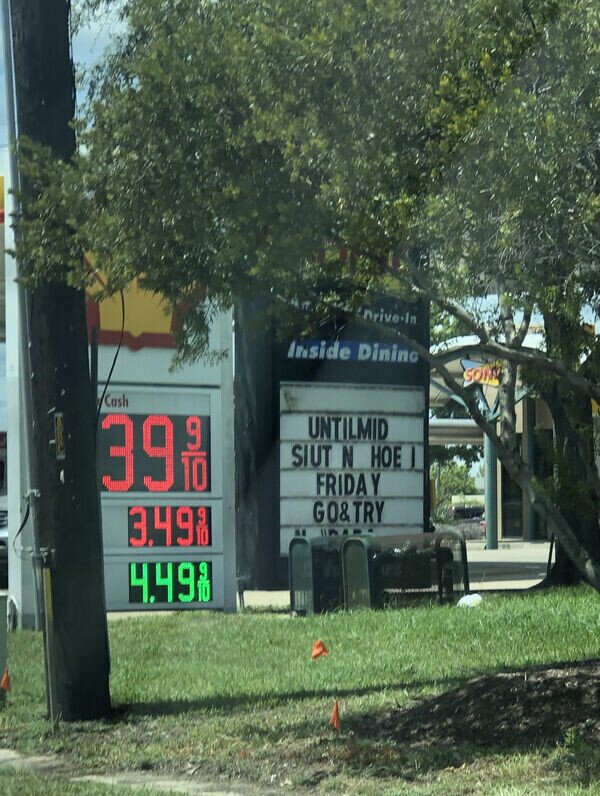 Cash
39 9/10
3.49 9/10
4.49 9/10
Drive-In
Inside Dining
UNTILMID
SIUT N HOE I
FRIDAY
GO&TRY
SONIC